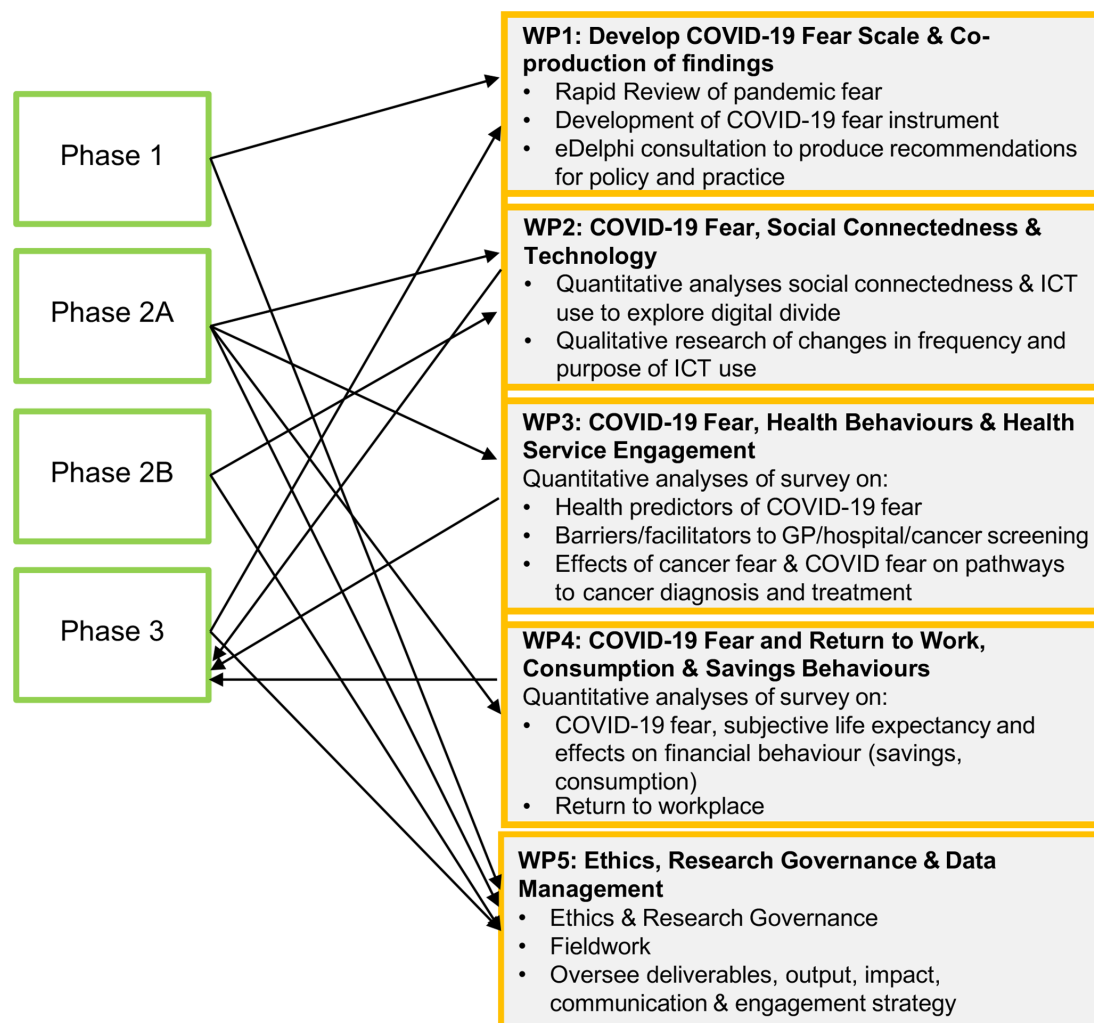 Phase 1
Phase 2A
Phase 2B
Phase 3
WP1: Develop COVID-19 Fear Scale & Co-
production of findings
• Rapid Review of pandemic fear
• Development of COVID-19 fear instrument
• eDelphi consultation to produce recommendations
for policy and practice
WP2: COVID-19 Fear, Social Connectedness &
Technology
• Quantitative analyses social connectedness & ICT
use to explore digital divide
• Qualitative research of changes in frequency and
purpose of ICT use
WP3: COVID-19 Fear, Health Behaviours & Health
Service Engagement
Quantitative analyses of survey on:
• Health predictors of COVID-19 fear
• Barriers/facilitators to GP/hospital/cancer screening
• Effects of cancer fear & COVID fear on pathways
to cancer diagnosis and treatment
WP4: COVID-19 Fear and Return to Work,
Consumption & Savings Behaviours
Quantitative analyses of survey on:
• COVID-19 fear, subjective life expectancy and
effects on financial behaviour (savings,
consumption)
• Return to workplace
WP5: Ethics, Research Governance & Data
Management
• Ethics & Research Governance
• Fieldwork
• Oversee deliverables, output, impact,
communication & engagement strategy